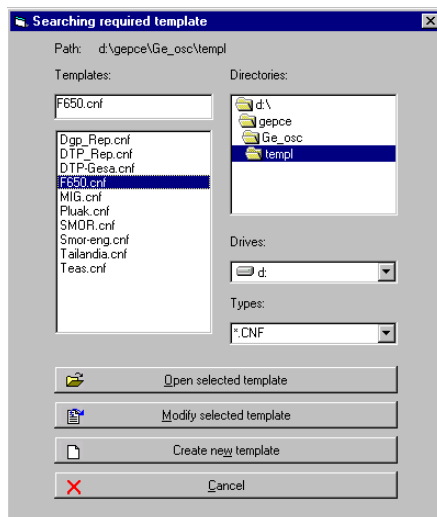 Searching required template
Path: d:\gepce\Ge_osc\templ
Templates:
F650.cnf
Dgp_Rep.cnf
DTP_Rep.cnf
DTP-Gesa.cnf
F650.cnf
MIG.cnf
Pluak.cnf
SMOR.cnf
Smor-eng.cnf
Tailandia.cnf
Teas.cnf
Directories:
d:\
gepce
Ge_osc
templ
Drives:
d:
Types:
*.CNF
Open selected template
Modify selected template
Create new template
Cancel